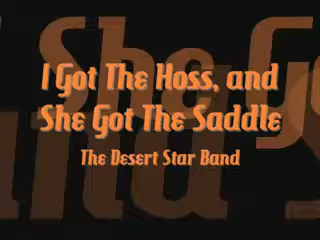 I Got The Hoss, and
She Got The Saddle
The Desert Star Band